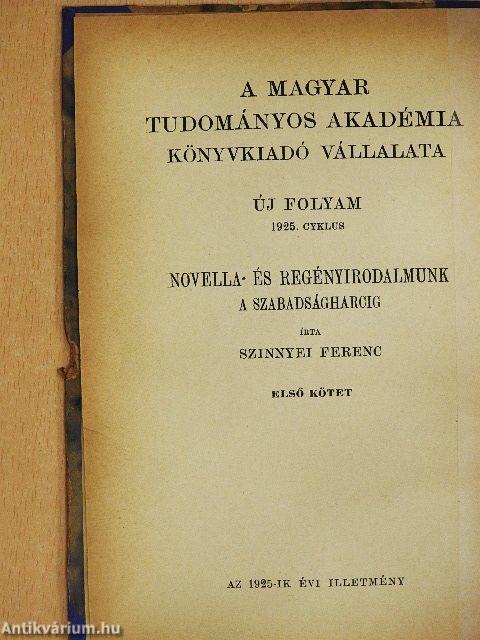 A MAGYAR
TUDOMÁNYOS AKADÉMIA
KÖNYVKIADÓ VÁLLALATA
ÚJ FOLYAM
1925. CYKLUS
NOVELLA- ÉS REGÉNYIRODALMUNK
A SZABADSÁGHARCIG
ÍRTA
SZINNYEI FERENC
ELSŐ KÖTET
AZ 1925-IK ÉVI ILLETMÉNY
Antikvárium.hu